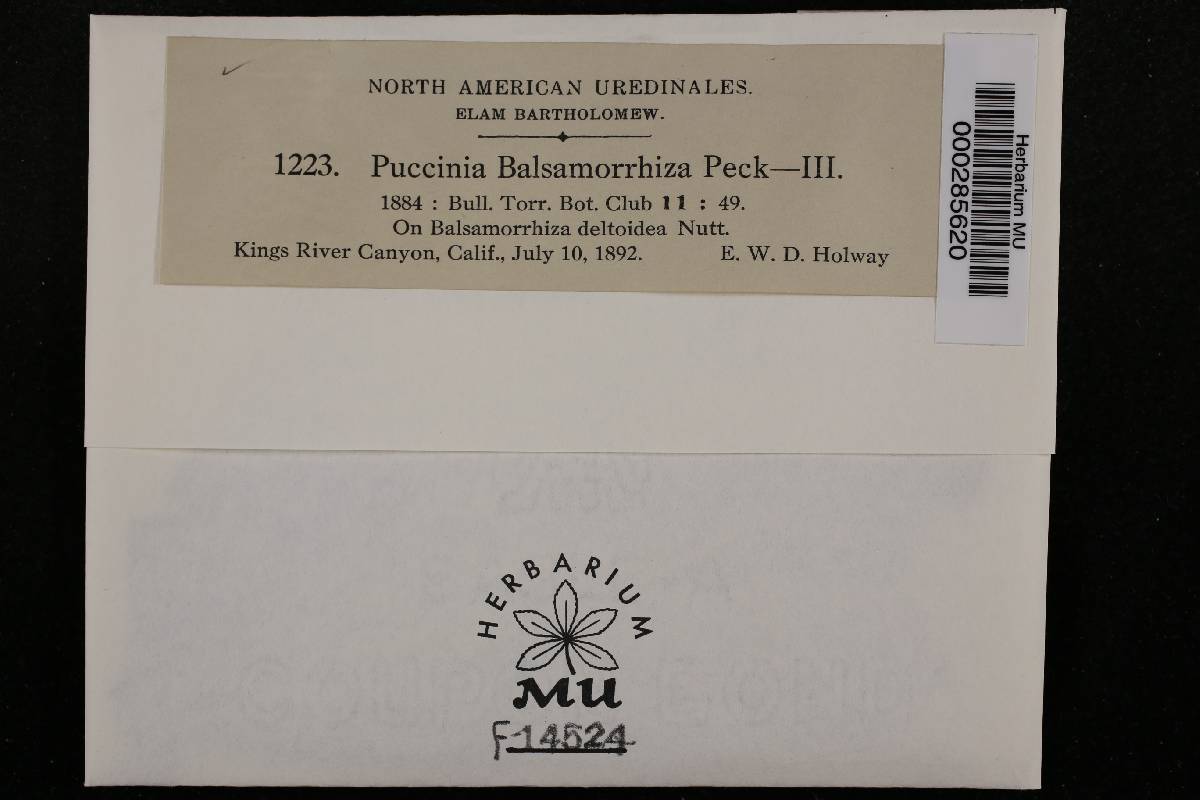 NORTH AMERICAN UREDINALES.
ELAM BARTHOLOMEW.
1223. Puccinia Balsamorrhiza Peck—III.
1884 : Bull. Torr. Bot. Club 11 : 49.
On Balsamorrhiza deltoidea Nutt.
Kings River Canyon, Calif., July 10, 1892. E. W. D. Holway
Herbarium MU
000285620
HERBARIUM
MU
F-14524